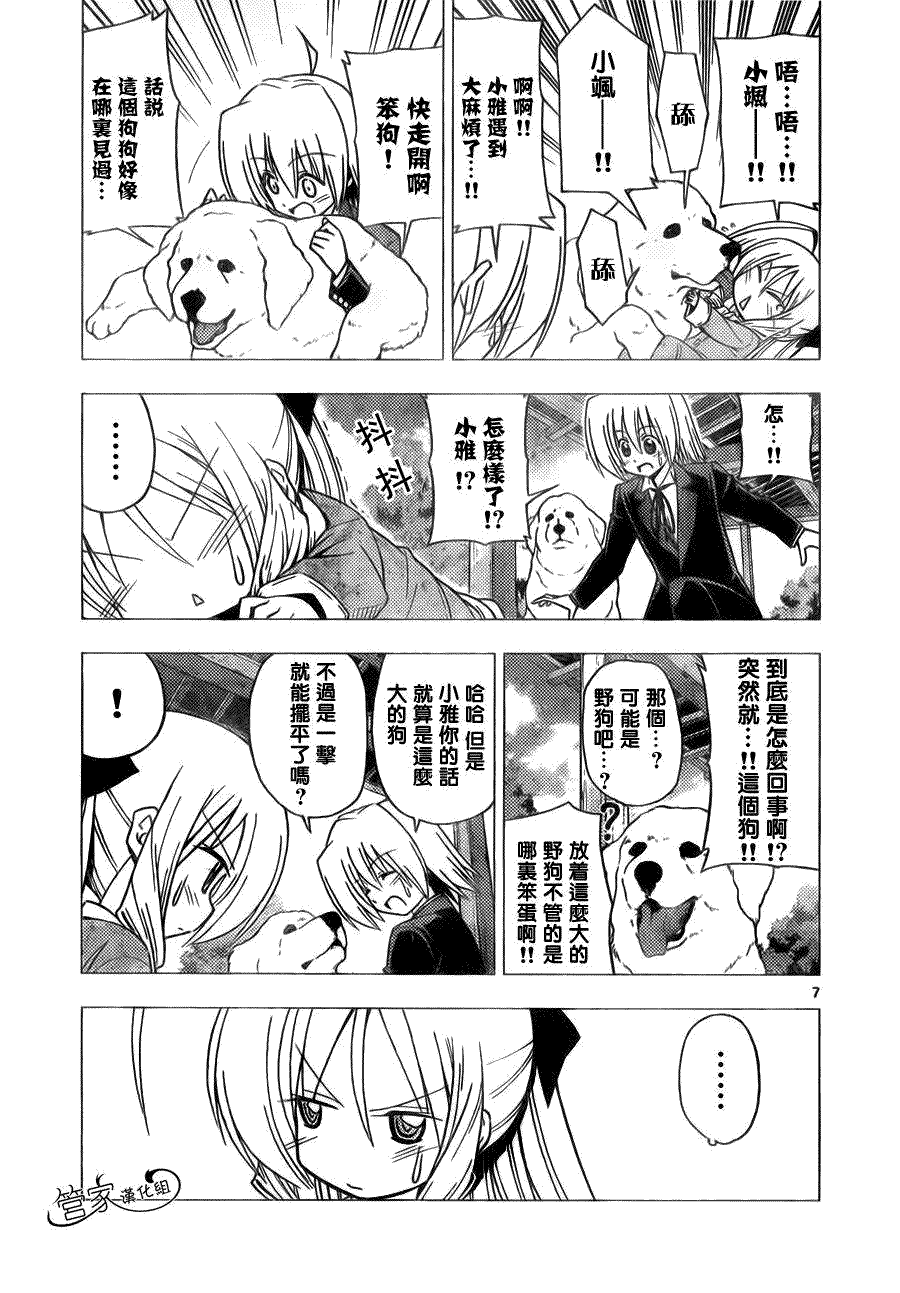 唔…唔…!!
小颯——!!
舔
小颯——!!
舔
啊啊!!
小雅遇到
大麻煩了…!!
快走開啊
笨狗！
話説
這個狗狗好像
在哪裏見過…
怎…!!
怎麼樣了!?
小雅!?
抖
抖
……
到底是怎麼回事啊!?
突然就…!!這個狗!!
那個…?
可能是
野狗吧…?
?
放着這麼大的
野狗不管的是
哪裏笨蛋啊!!
哈哈 但是
小雅你的話
就算是這麼
大的狗
不過是一擊
就能擺平了嗎?
！
7
……
管家漢化組